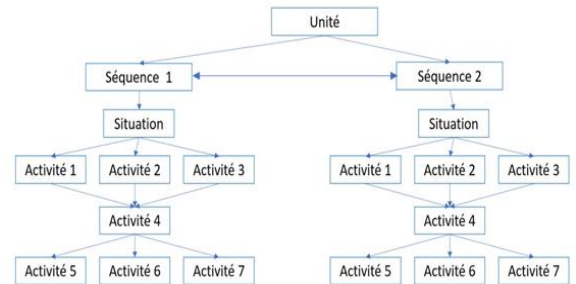 Unité
Séquence 1
Séquence 2
Situation
Situation
Activité 1
Activité 2
Activité 3
Activité 1
Activité 2
Activité 3
Activité 4
Activité 4
Activité 5
Activité 6
Activité 7
Activité 5
Activité 6
Activité 7